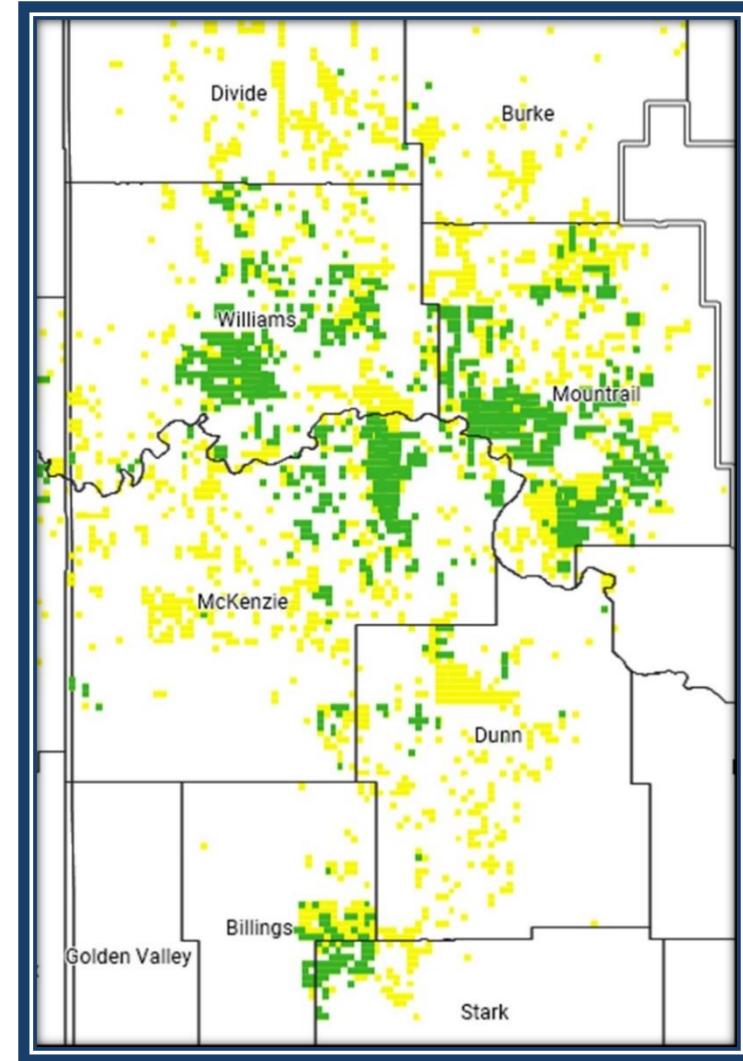 Divide
Burke
Williams
Mountrail
McKenzie
Dunn
Billings
Golden Valley
Stark